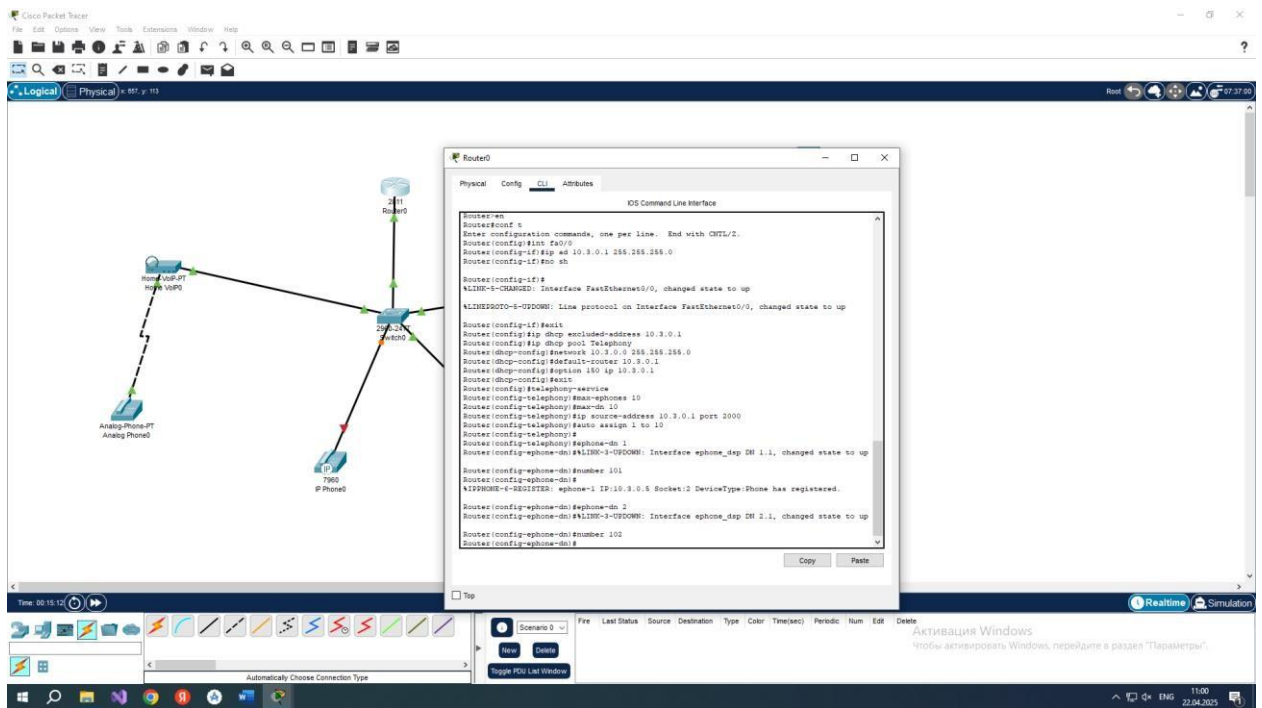 Cisco Packet Tracer
File Edit Options View Tools Extensions Window Help
?
Logical Physical x: 557, y: 113
Root 07:37:00
Router0
Physical Config CLI Attributes
IOS Command Line Interface
Router>en
Router#conf t
Enter configuration commands, one per line. End with CNTL/Z.
Router(config)#int fa0/0
Router(config-if)#ip ad 10.3.0.1 255.255.255.0
Router(config-if)#no sh
Router(config-if)#
%LINK-5-CHANGED: Interface FastEthernet0/0, changed state to up
%LINEPROTO-5-UPDOWN: Line protocol on Interface FastEthernet0/0, changed state to up
Router(config-if)#exit
Router(config)#ip dhcp excluded-address 10.3.0.1
Router(config)#ip dhcp pool Telephony
Router(dhcp-config)#network 10.3.0.0 255.255.255.0
Router(dhcp-config)#default-router 10.3.0.1
Router(dhcp-config)#option 150 ip 10.3.0.1
Router(dhcp-config)#exit
Router(config)#telephony-service
Router(config-telephony)#max-ephones 10
Router(config-telephony)#max-dn 10
Router(config-telephony)#ip source-address 10.3.0.1 port 2000
Router(config-telephony)#auto assign 1 to 10
Router(config-telephony)#
Router(config-telephony)#ephone-dn 1
Router(config-ephone-dn)#%LINK-3-UPDOWN: Interface ephone_dsp DN 1.1, changed state to up
Router(config-ephone-dn)#number 101
Router(config-ephone-dn)#
%IPPHONE-6-REGISTER: ephone-1 IP:10.3.0.5 Socket:2 DeviceType:Phone has registered.
Router(config-ephone-dn)#ephone-dn 2
Router(config-ephone-dn)#%LINK-3-UPDOWN: Interface ephone_dsp DN 2.1, changed state to up
Router(config-ephone-dn)#number 102
Router(config-ephone-dn)#
Copy Paste
Top
2811
Router0
Home-VoIP-PT
Home VoIP0
2960-24TT
Switch0
Analog-Phone-PT
Analog Phone0
IP
7960
IP Phone0
Time: 00:15:12
Realtime Simulation
Scenario 0
New Delete
Toggle PDU List Window
Fire Last Status Source Destination Type Color Time(sec) Periodic Num Edit Delete
Automatically Choose Connection Type
Активация Windows
Чтобы активировать Windows, перейдите в раздел "Параметры".
ENG 11:00
22.04.2025